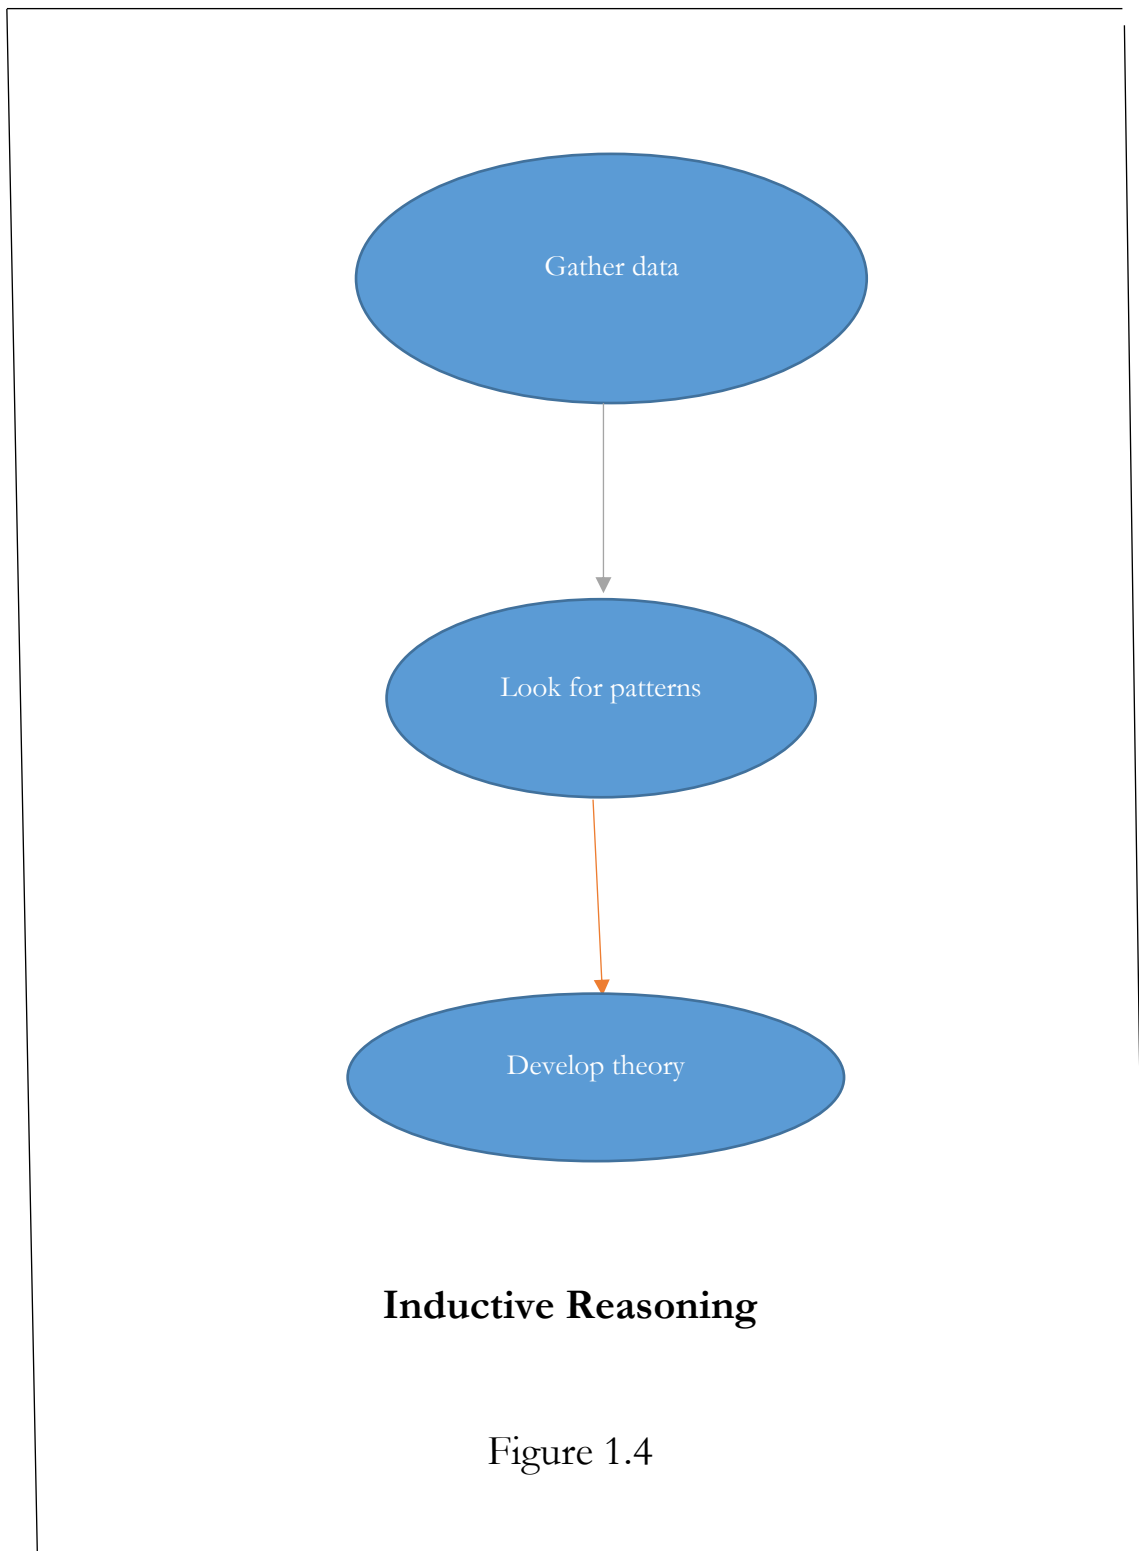 Gather data
Look for patterns
Develop theory
Inductive Reasoning
Figure 1.4